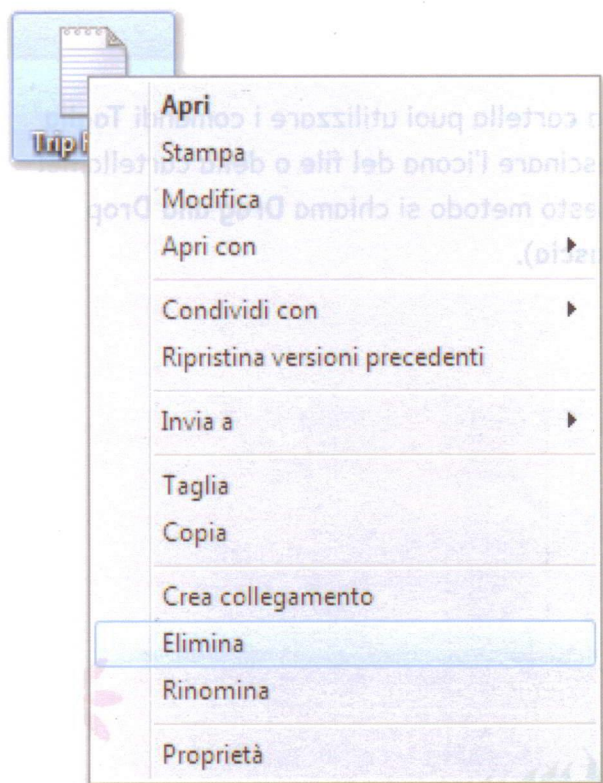 Trip
Apri
Stampa
Modifica
Apri con
Condividi con
Ripristina versioni precedenti
Invia a
Taglia
Copia
Crea collegamento
Elimina
Rinomina
Proprietà